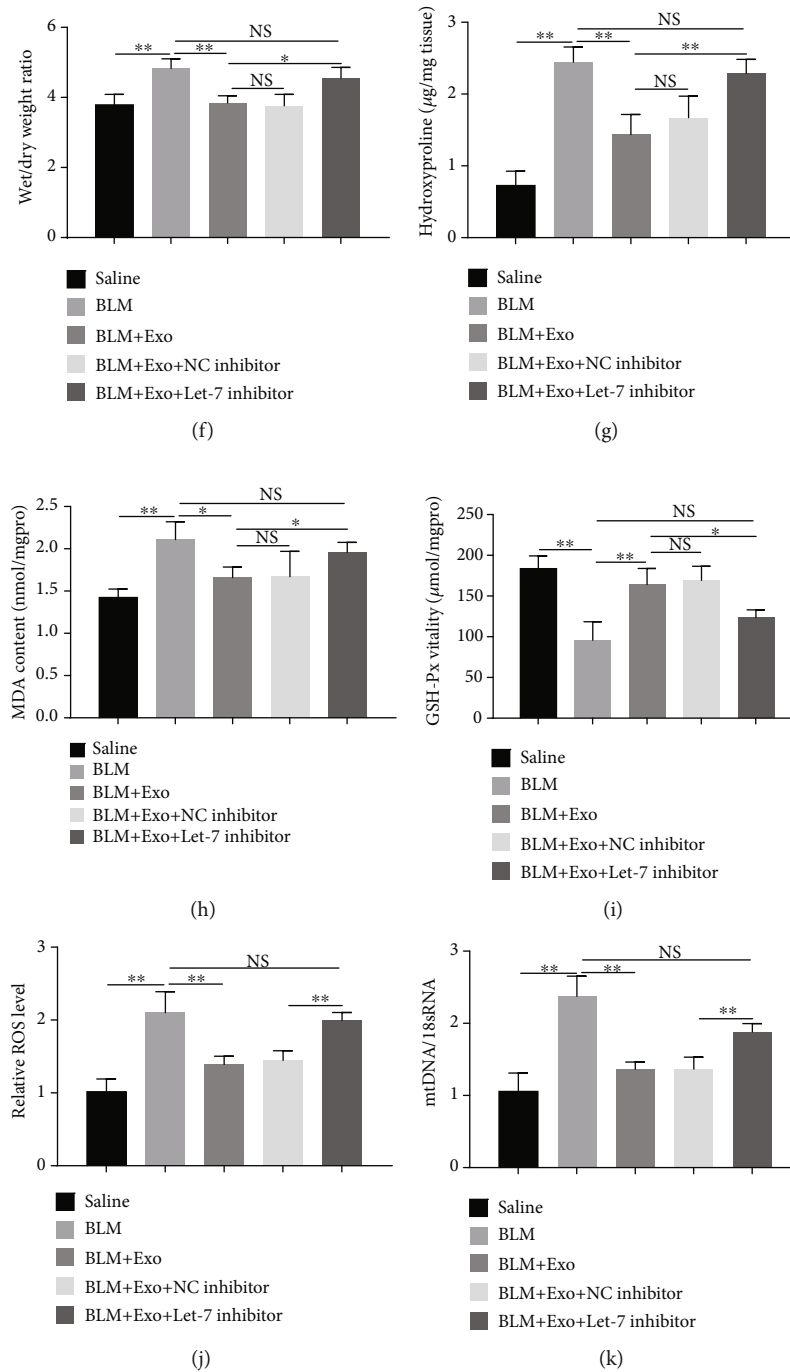 NS
** ** *
NS
6
4
2
0
Wet/dry weight ratio
Saline
BLM
BLM+Exo
BLM+Exo+NC inhibitor
BLM+Exo+Let-7 inhibitor
(f)
NS
** ** **
NS
3
2
1
0
Hydroxyproline (μg/mg tissue)
Saline
BLM
BLM+Exo
BLM+Exo+NC inhibitor
BLM+Exo+Let-7 inhibitor
(g)
NS
** * *
NS
2.5
2.0
1.5
1.0
0.5
0.0
MDA content (nmol/mgpro)
Saline
BLM
BLM+Exo
BLM+Exo+NC inhibitor
BLM+Exo+Let-7 inhibitor
(h)
NS
** ** *
NS
250
200
150
100
50
0
GSH-Px vitality (μmol/mgpro)
Saline
BLM
BLM+Exo
BLM+Exo+NC inhibitor
BLM+Exo+Let-7 inhibitor
(i)
NS
** ** **
3
2
1
0
Relative ROS level
Saline
BLM
BLM+Exo
BLM+Exo+NC inhibitor
BLM+Exo+Let-7 inhibitor
(j)
NS
** ** **
3
2
1
0
mtDNA/18sRNA
Saline
BLM
BLM+Exo
BLM+Exo+NC inhibitor
BLM+Exo+Let-7 inhibitor
(k)